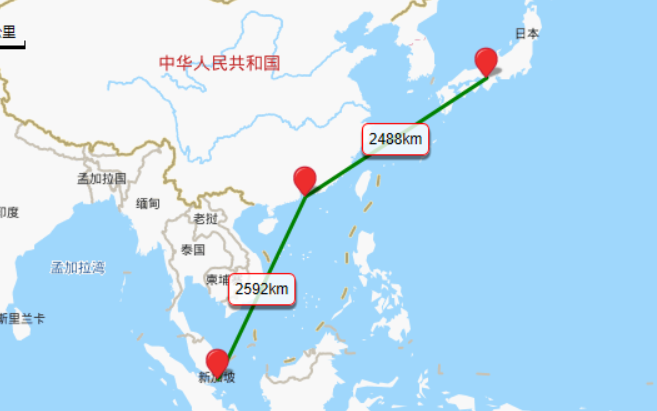 公里
日本
中华人民共和国
2488km
孟加拉国
缅甸
印度
老挝
泰国
孟加拉湾
柬埔
2592km
斯里兰卡
新加坡